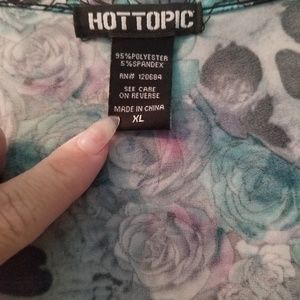 HOTTOPIC
95%POLYESTER
5%SPANDEX
RN# 120684
SEE CARE
ON REVERSE
MADE IN CHINA
XL